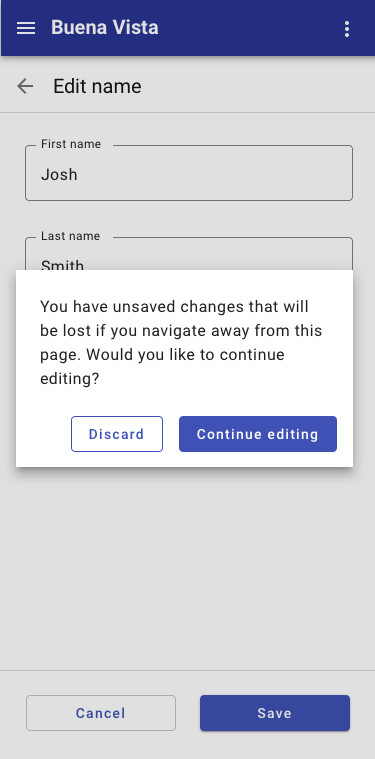 Buena Vista
Edit name
First name
Josh
Last name
Smith
You have unsaved changes that will
be lost if you navigate away from this
page. Would you like to continue
editing?
Discard
Continue editing
Cancel
Save